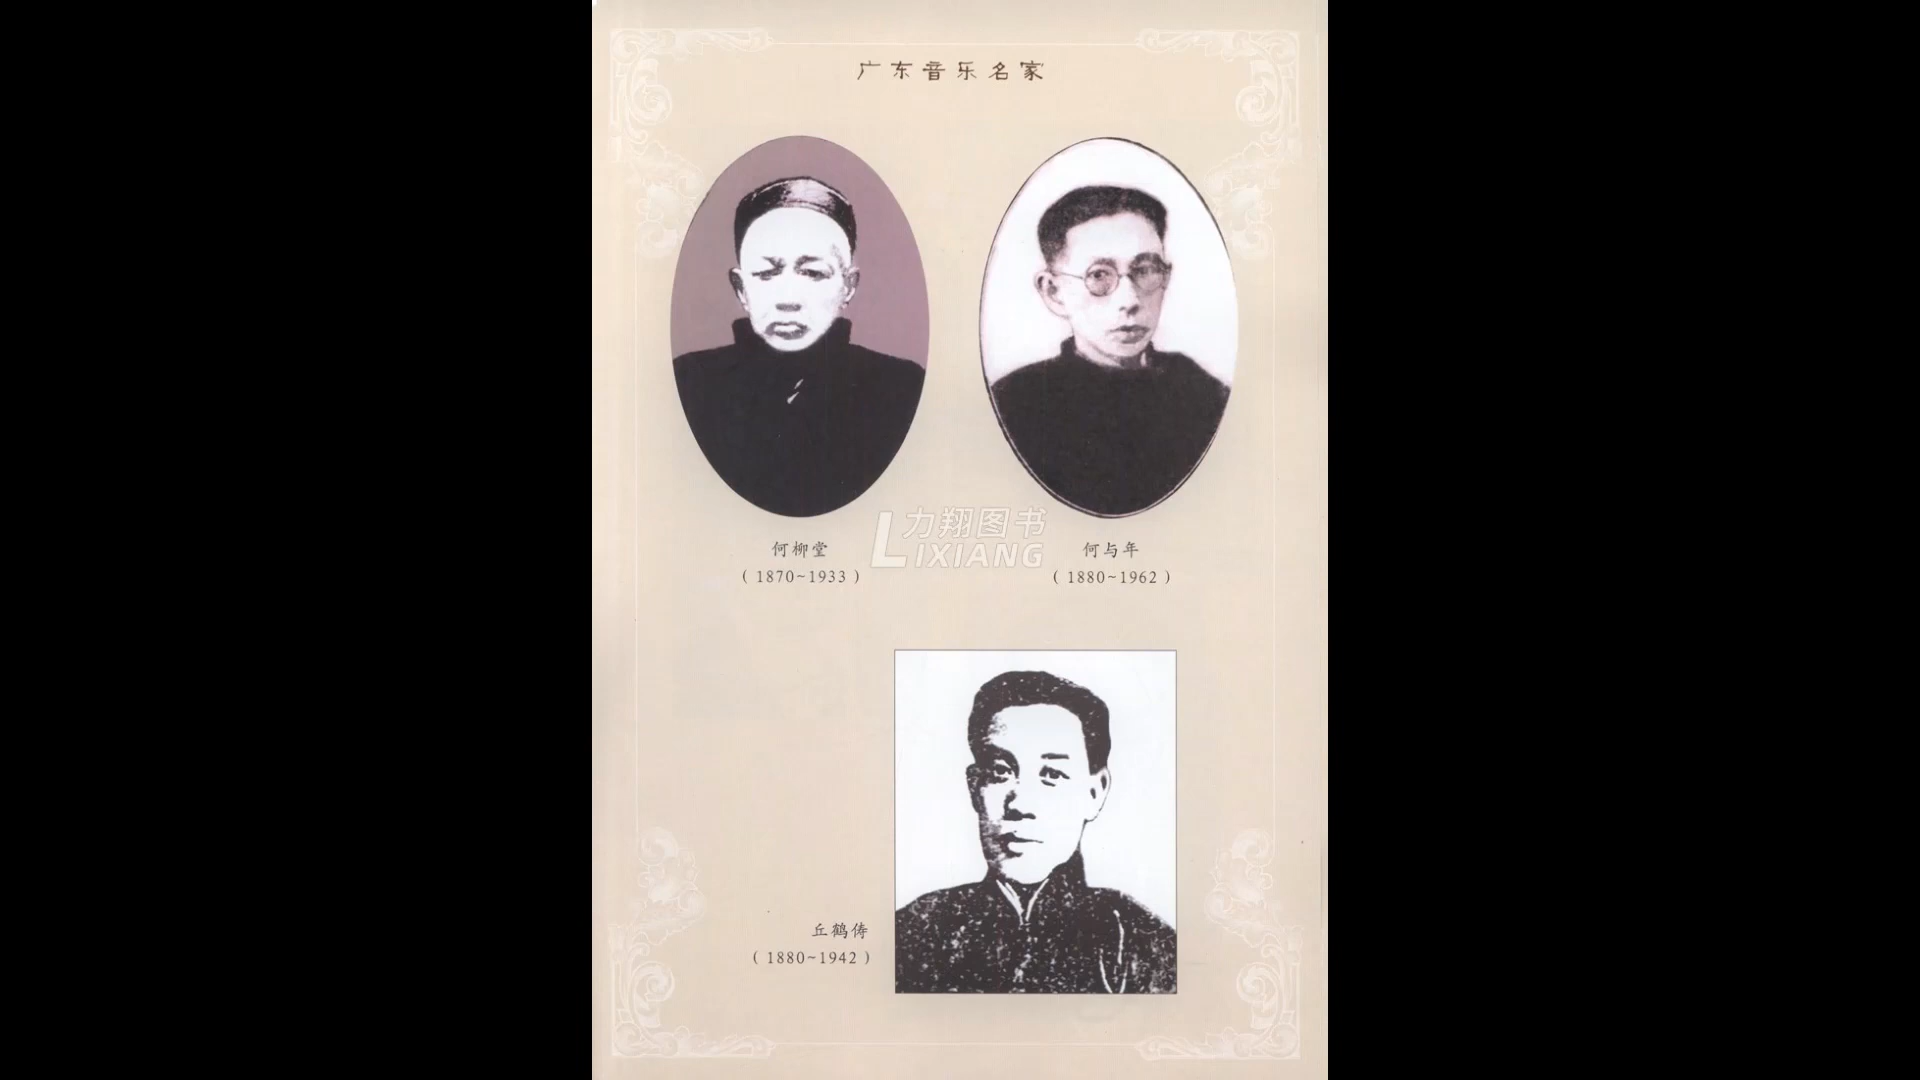 广东音乐名家
力翔图书
LIXIANG
何柳堂
( 1870~1933 )
何与年
( 1880~1962 )
丘鹤俦
( 1880~1942 )